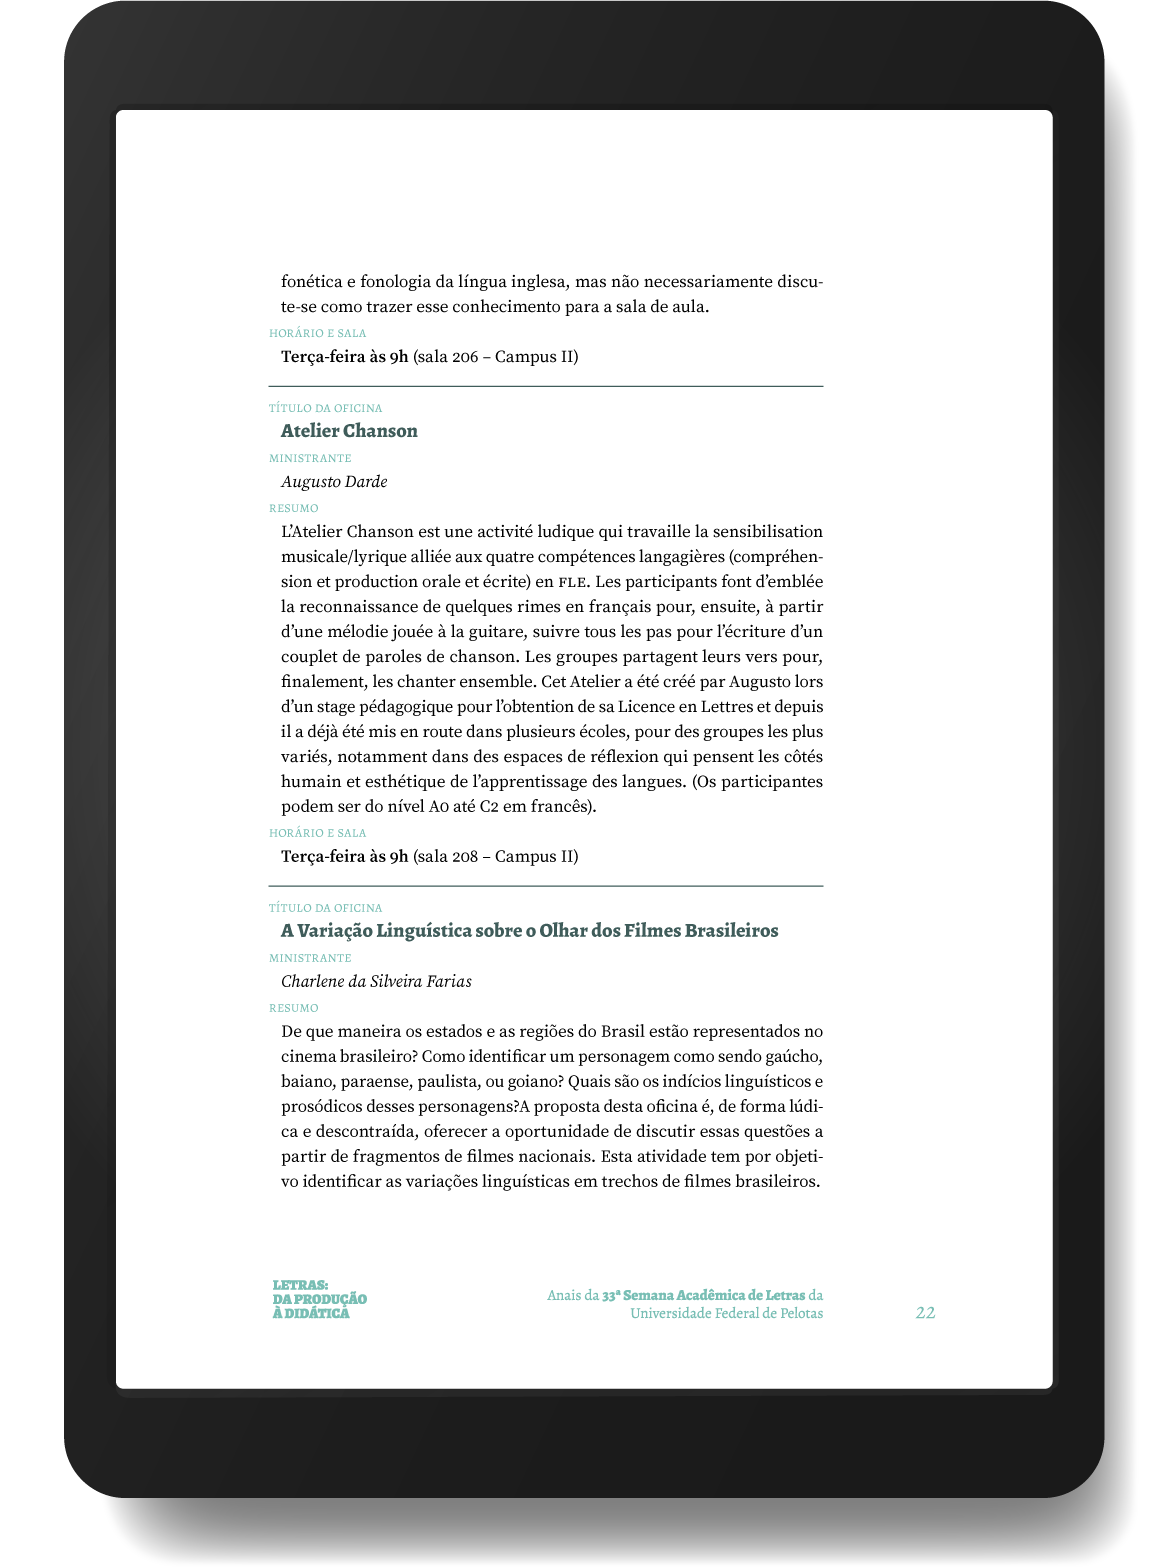 fonética e fonologia da língua inglesa, mas não necessariamente discu-
te-se como trazer esse conhecimento para a sala de aula.
HORÁRIO E SALA
Terça-feira às 9h (sala 206 – Campus II)
TÍTULO DA OFICINA
Atelier Chanson
MINISTRANTE
Augusto Darde
RESUMO
L’Atelier Chanson est une activité ludique qui travaille la sensibilisation
musicale/lyrique alliée aux quatre compétences langagières (compréhen-
sion et production orale et écrite) en FLE. Les participants font d’emblée
la reconnaissance de quelques rimes en français pour, ensuite, à partir
d’une mélodie jouée à la guitare, suivre tous les pas pour l’écriture d’un
couplet de paroles de chanson. Les groupes partagent leurs vers pour,
finalement, les chanter ensemble. Cet Atelier a été créé par Augusto lors
d’un stage pédagogique pour l’obtention de sa Licence en Lettres et depuis
il a déjà été mis en route dans plusieurs écoles, pour des groupes les plus
variés, notamment dans des espaces de réflexion qui pensent les côtés
humain et esthétique de l’apprentissage des langues. (Os participantes
podem ser do nível A0 até C2 em francês).
HORÁRIO E SALA
Terça-feira às 9h (sala 208 – Campus II)
TÍTULO DA OFICINA
A Variação Linguística sobre o Olhar dos Filmes Brasileiros
MINISTRANTE
Charlene da Silveira Farias
RESUMO
De que maneira os estados e as regiões do Brasil estão representados no
cinema brasileiro? Como identificar um personagem como sendo gaúcho,
baiano, paraense, paulista, ou goiano? Quais são os indícios linguísticos e
prosódicos desses personagens?A proposta desta oficina é, de forma lúdi-
ca e descontraída, oferecer a oportunidade de discutir essas questões a
partir de fragmentos de filmes nacionais. Esta atividade tem por objeti-
vo identificar as variações linguísticas em trechos de filmes brasileiros.
LETRAS:
DA PRODUÇÃO
À DIDÁTICA
Anais da 33ª Semana Acadêmica de Letras da
Universidade Federal de Pelotas
22